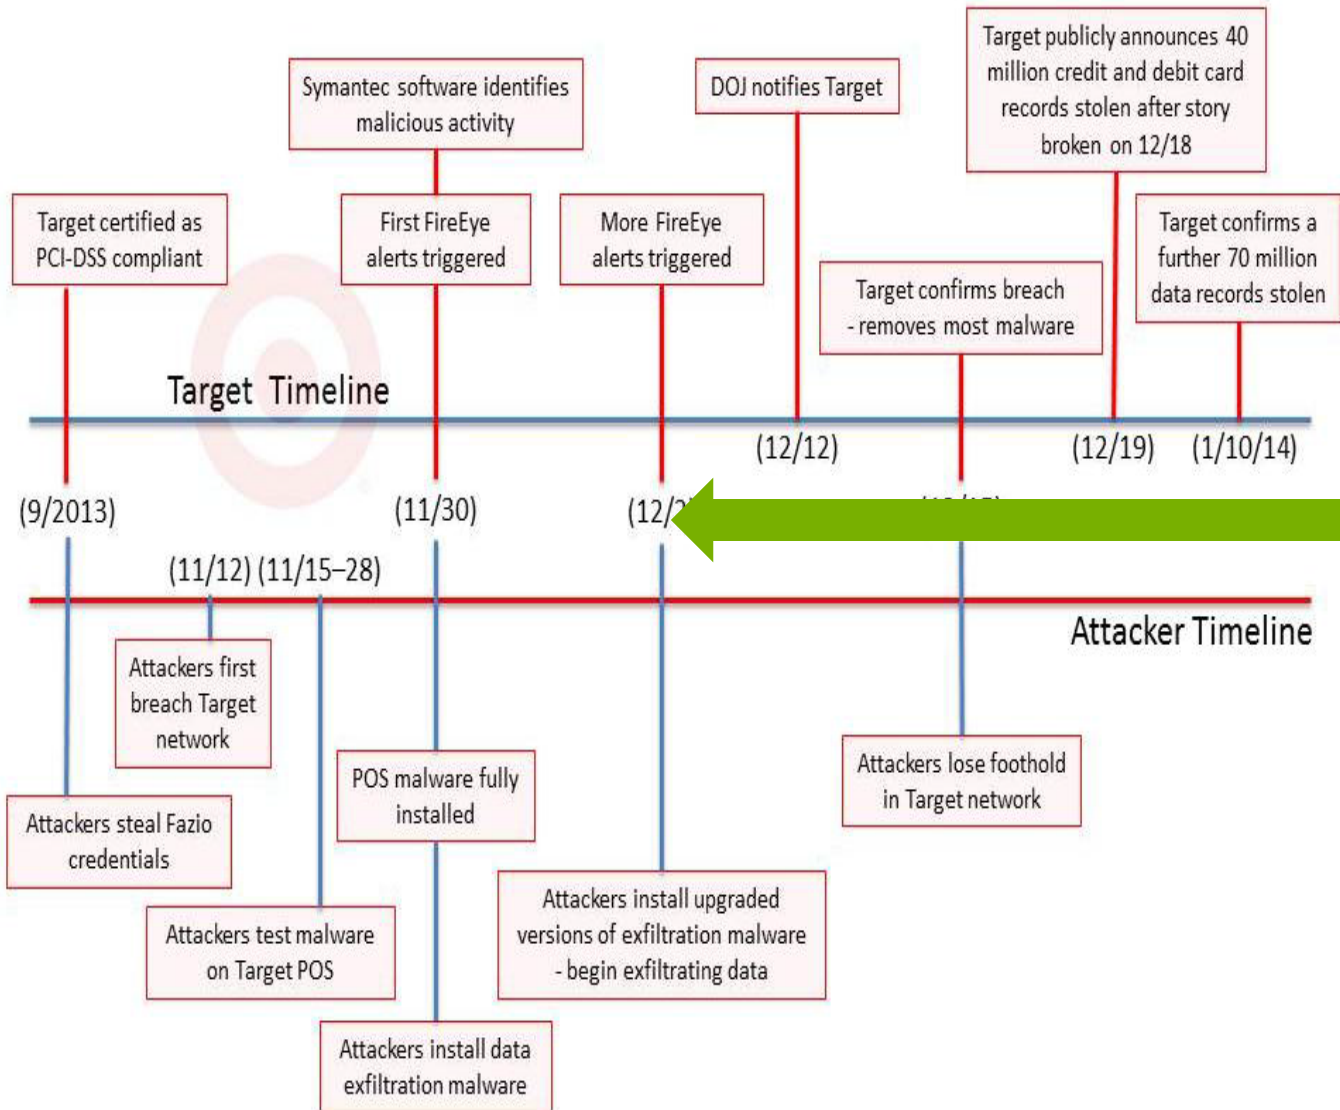 Target publicly announces 40
million credit and debit card
records stolen after story
broken on 12/18
Symantec software identifies
malicious activity
DOJ notifies Target
Target certified as
PCI-DSS compliant
First FireEye
alerts triggered
More FireEye
alerts triggered
Target confirms a
further 70 million
data records stolen
Target confirms breach
- removes most malware
Target Timeline
(12/12)
(12/19)
(1/10/14)
(9/2013)
(11/30)
(11/12)
(11/15–28)
Attacker Timeline
Attackers first
breach Target
network
POS malware fully
installed
Attackers lose foothold
in Target network
Attackers steal Fazio
credentials
Attackers test malware
on Target POS
Attackers install upgraded
versions of exfiltration malware
- begin exfiltrating data
Attackers install data
exfiltration malware